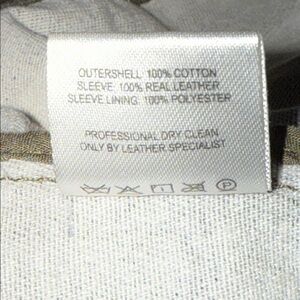 OUTERSHELL: 100% COTTON
SLEEVE: 100% REAL LEATHER
SLEEVE LINING: 100% POLYESTER
PROFESSIONAL DRY CLEAN
ONLY BY LEATHER SPECIALIST
P